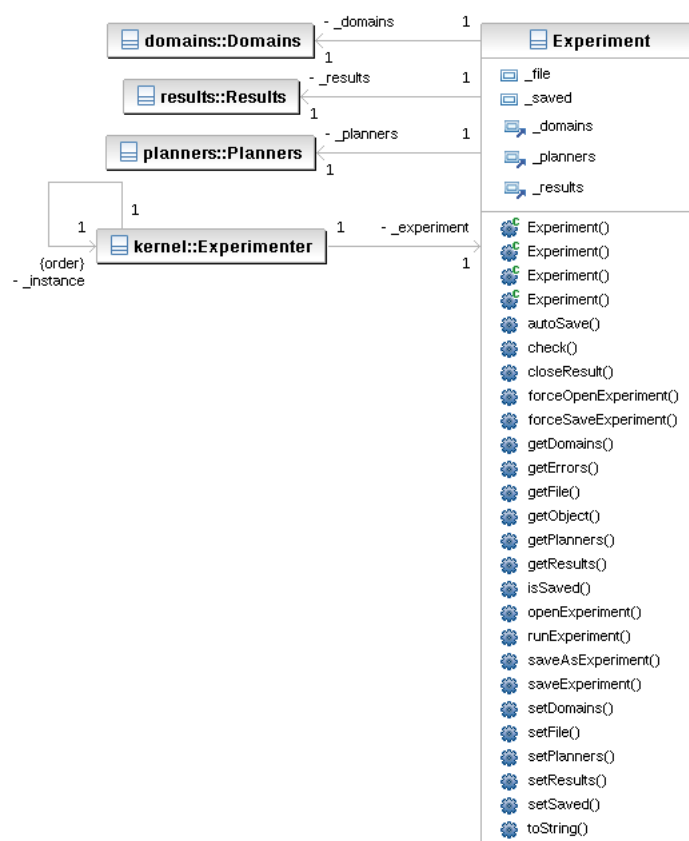 - _domains 1
domains::Domains
1
- _results 1
results::Results
1
- _planners 1
planners::Planners
1
1
1
kernel::Experimenter
{order}
- _instance
1 - _experiment
1
Experiment
_file
_saved
_domains
_planners
_results
Experiment()
Experiment()
Experiment()
Experiment()
autoSave()
check()
closeResult()
forceOpenExperiment()
forceSaveExperiment()
getDomains()
getErrors()
getFile()
getObject()
getPlanners()
getResults()
isSaved()
openExperiment()
runExperiment()
saveAsExperiment()
saveExperiment()
setDomains()
setFile()
setPlanners()
setResults()
setSaved()
toString()